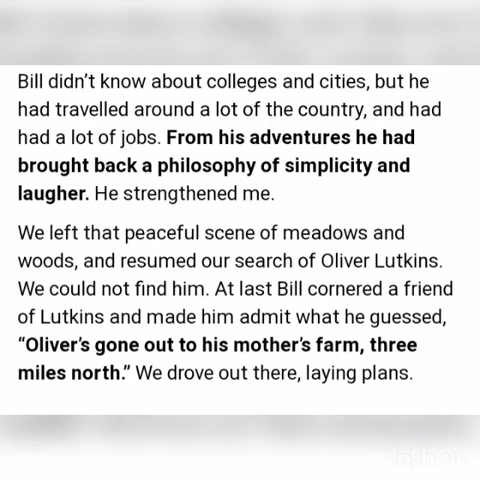 Bill didn’t know about colleges and cities, but he
had travelled around a lot of the country, and had
had a lot of jobs. From his adventures he had
brought back a philosophy of simplicity and
laugher. He strengthened me.
We left that peaceful scene of meadows and
woods, and resumed our search of Oliver Lutkins.
We could not find him. At last Bill cornered a friend
of Lutkins and made him admit what he guessed,
“Oliver’s gone out to his mother’s farm, three
miles north.” We drove out there, laying plans.